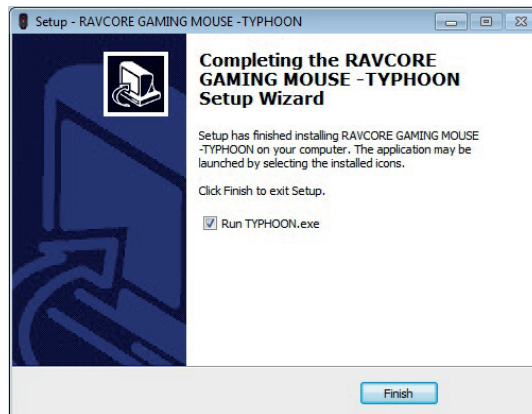 Setup - RAVCORE GAMING MOUSE -TYPHOON
Completing the RAVCORE
GAMING MOUSE -TYPHOON
Setup Wizard
Setup has finished installing RAVCORE GAMING MOUSE
-TYPHOON on your computer. The application may be
launched by selecting the installed icons.
Click Finish to exit Setup.
Run TYPHOON.exe
Finish